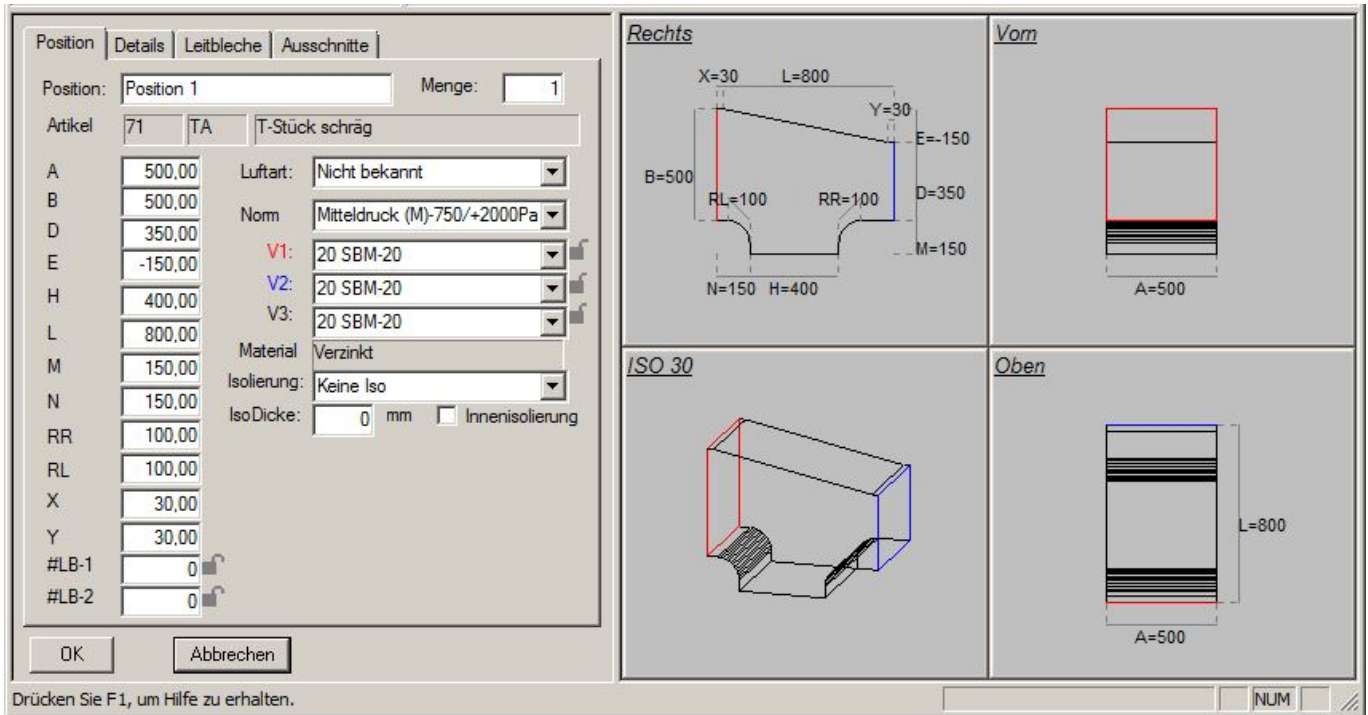 Position Details Leitbleche Ausschnitte
Position: Position 1 Menge: 1
Artikel 71 TA T-Stück schräg
A 500,00 Luftart: Nicht bekannt
B 500,00 Norm Mitteldruck (M)-750/+2000Pa
D 350,00
E -150,00 V1: 20 SBM-20
H 400,00 V2: 20 SBM-20
L 800,00 V3: 20 SBM-20
M 150,00 Material Verzinkt
N 150,00 Isolierung: Keine Iso
RR 100,00 IsoDicke: 0 mm Innenisolierung
RL 100,00
X 30,00
Y 30,00
#LB-1 0
#LB-2 0
OK Abbrechen
Rechts
X=30 L=800
Y=30
E=-150
B=500
D=350
RL=100 RR=100
M=150
N=150 H=400
Vorn
A=500
ISO 30
Oben
L=800
A=500
Drücken Sie F1, um Hilfe zu erhalten.
NUM